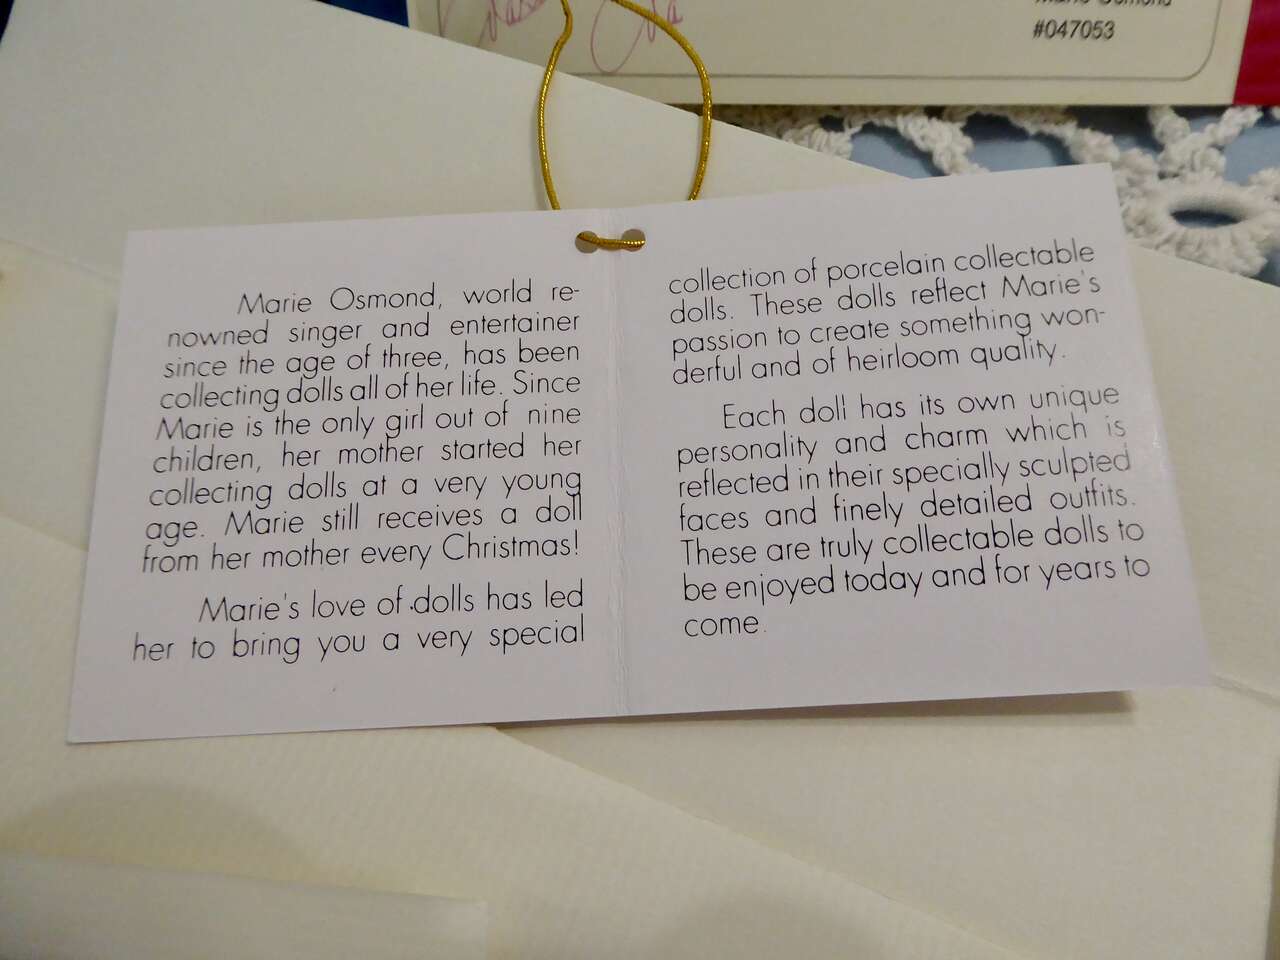 #047053
Marie Osmond, world re-
nowned singer and entertainer
since the age of three, has been
collecting dolls all of her life. Since
Marie is the only girl out of nine
children, her mother started her
collecting dolls at a very young
age. Marie still receives a doll
from her mother every Christmas!
Marie's love of dolls has led
her to bring you a very special
collection of porcelain collectable
dolls. These dolls reflect Marie's
passion to create something won-
derful and of heirloom quality.
Each doll has its own unique
personality and charm which is
reflected in their specially sculpted
faces and finely detailed outfits.
These are truly collectable dolls to
be enjoyed today and for years to
come.